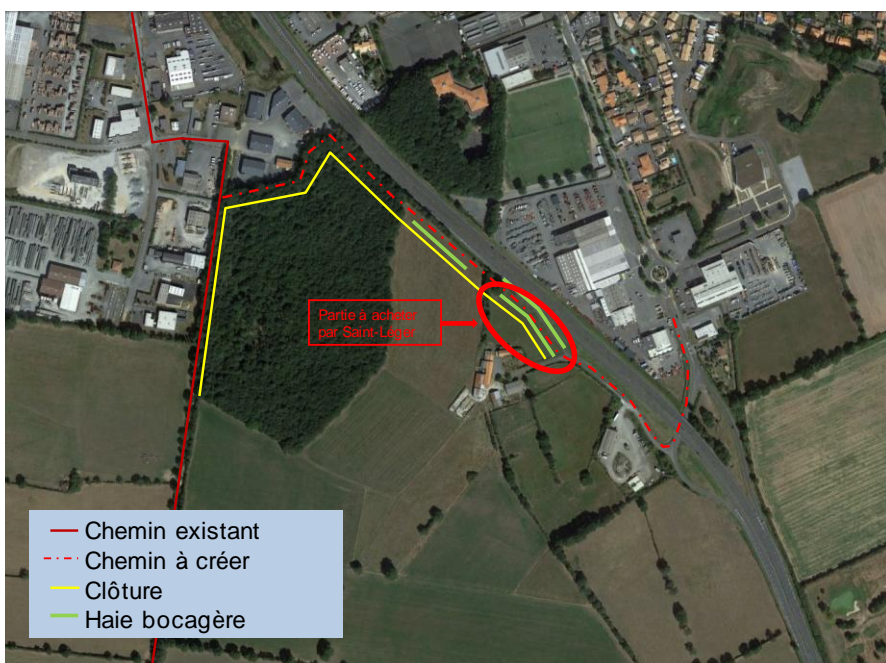 Partie à acheter
par Saint-Léger
Chemin existant
Chemin à créer
Clôture
Haie bocagère